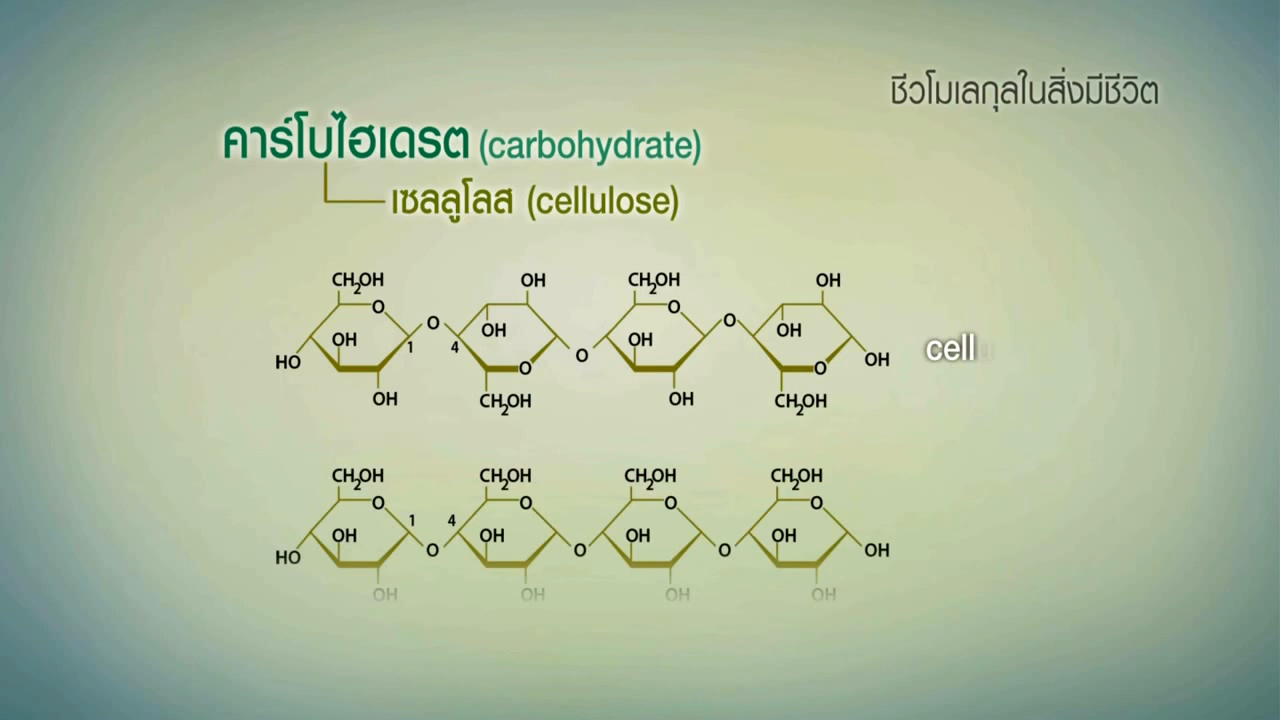 ชีวโมเลกุลในสิ่งมีชีวิต
คาร์โบไฮเดรต (carbohydrate)
เซลลูโลส (cellulose)
CH2OH OH CH2OH OH
O O O O
OH OH O OH OH
HO 1 4 O O OH cell
OH CH2OH OH CH2OH
CH2OH CH2OH CH2OH CH2OH
O O O O
1 4
OH OH OH OH
HO O O O OH
OH OH OH OH